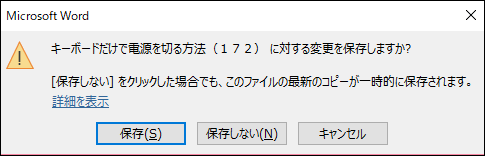 Microsoft Word
キーボードだけで電源を切る方法（１７２） に対する変更を保存しますか?
[保存しない] をクリックした場合でも、このファイルの最新のコピーが一時的に保存されます。
詳細を表示
保存(S)
保存しない(N)
キャンセル